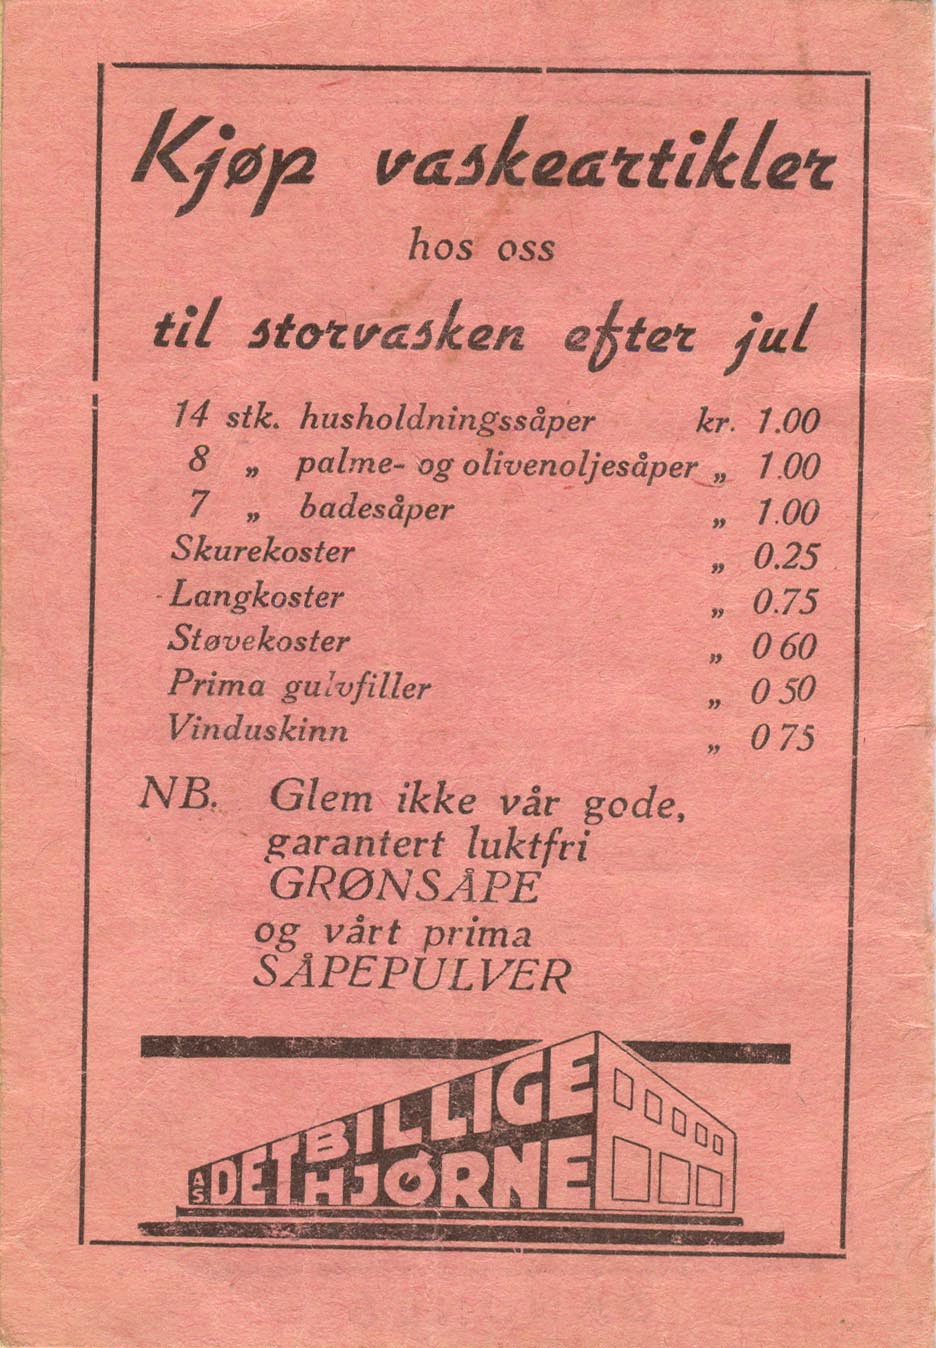 Kjøp vaskeartikler
hos oss
til storvasken efter jul
14 stk. husholdningssåper kr. 1.00
8 „ palme- og olivenoljesåper „ 1.00
7 „ badesåper „ 1.00
Skurekoster „ 0.25
Langkoster „ 0.75
Støvekoster „ 0 60
Prima gulvfiller „ 0 50
Vinduskinn „ 0 75
NB. Glem ikke vår gode,
garantert luktfri
GRØNSÅPE
og vårt prima
SÅPEPULVER
A/S. DET BILLIGE
HJØRNE